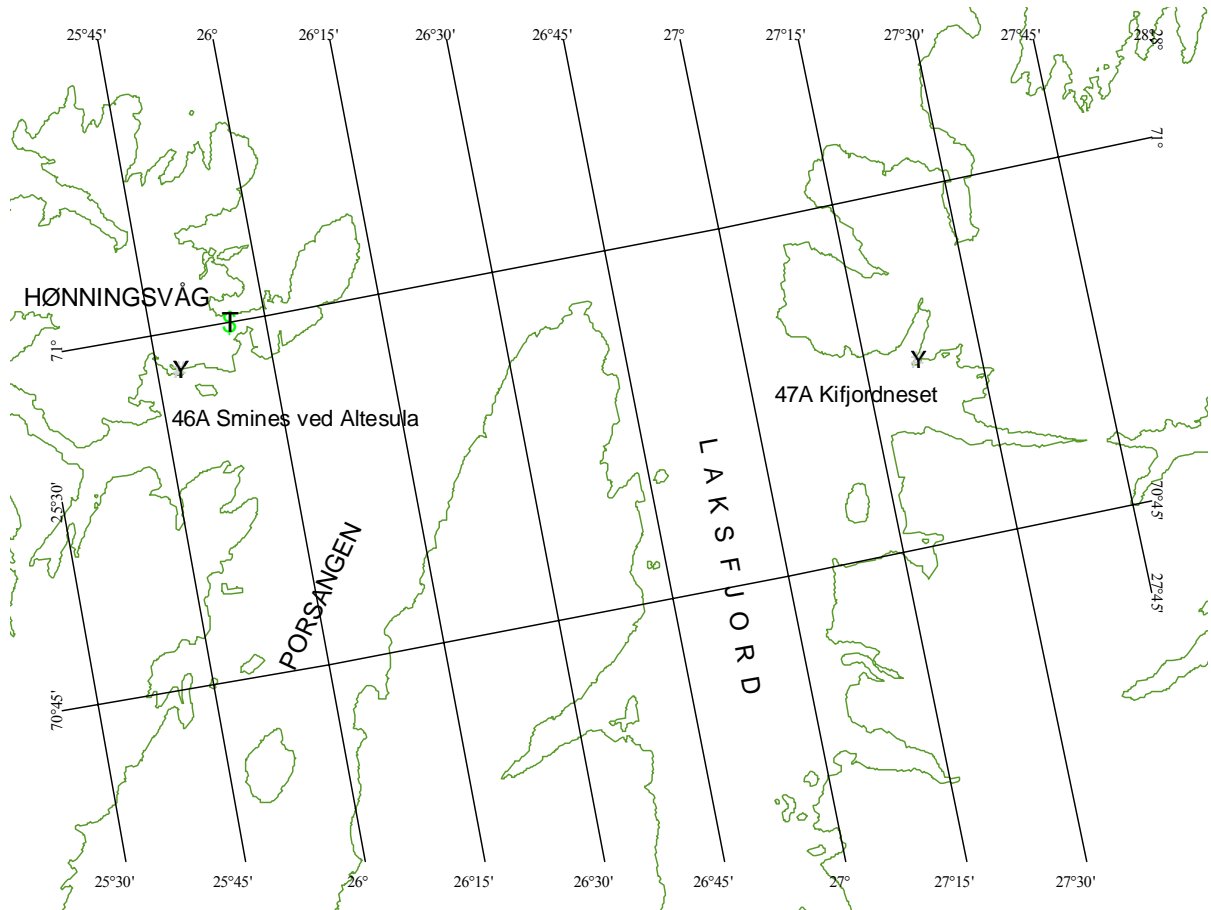 25°45' 26° 26°15' 26°30' 26°45' 27° 27°15' 27°30' 27°45' 28°
28°
71°
HØNNINGSVÅG
T
S
71°
Y
Y
47A Kifjordneset
46A Smines ved Altesula
LAKSFJORD
25°30'
70°45'
PORSANGEN
27°45'
70°45'
25°30' 25°45' 26° 26°15' 26°30' 26°45' 27° 27°15' 27°30'